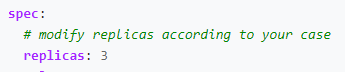 spec:
  # modify replicas according to your case
  replicas: 3